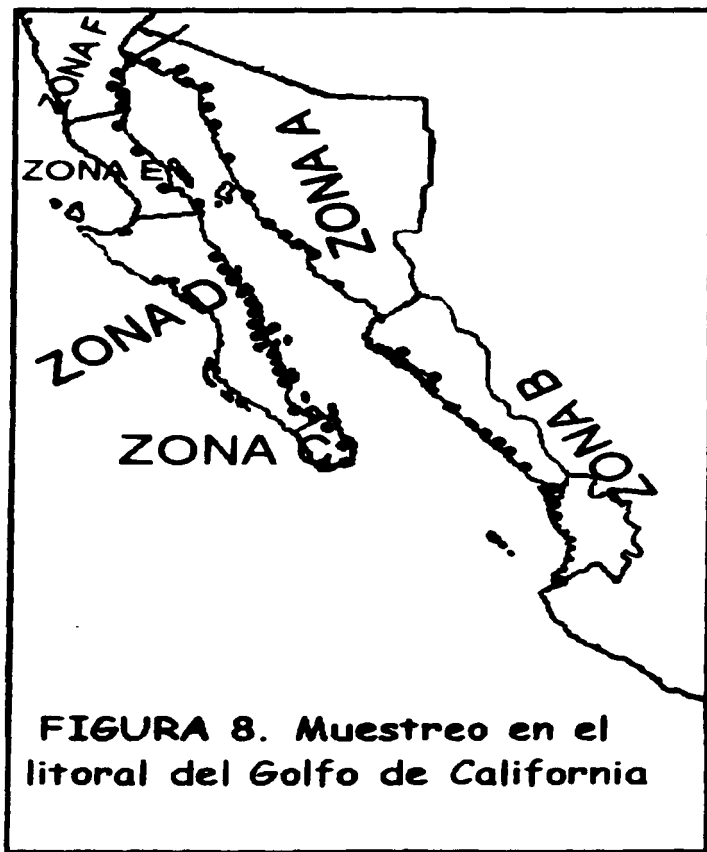 ZONA F
ZONA A
ZONA E
ZONA D
ZONA B
ZONA C
FIGURA 8. Muestreo en el
litoral del Golfo de California